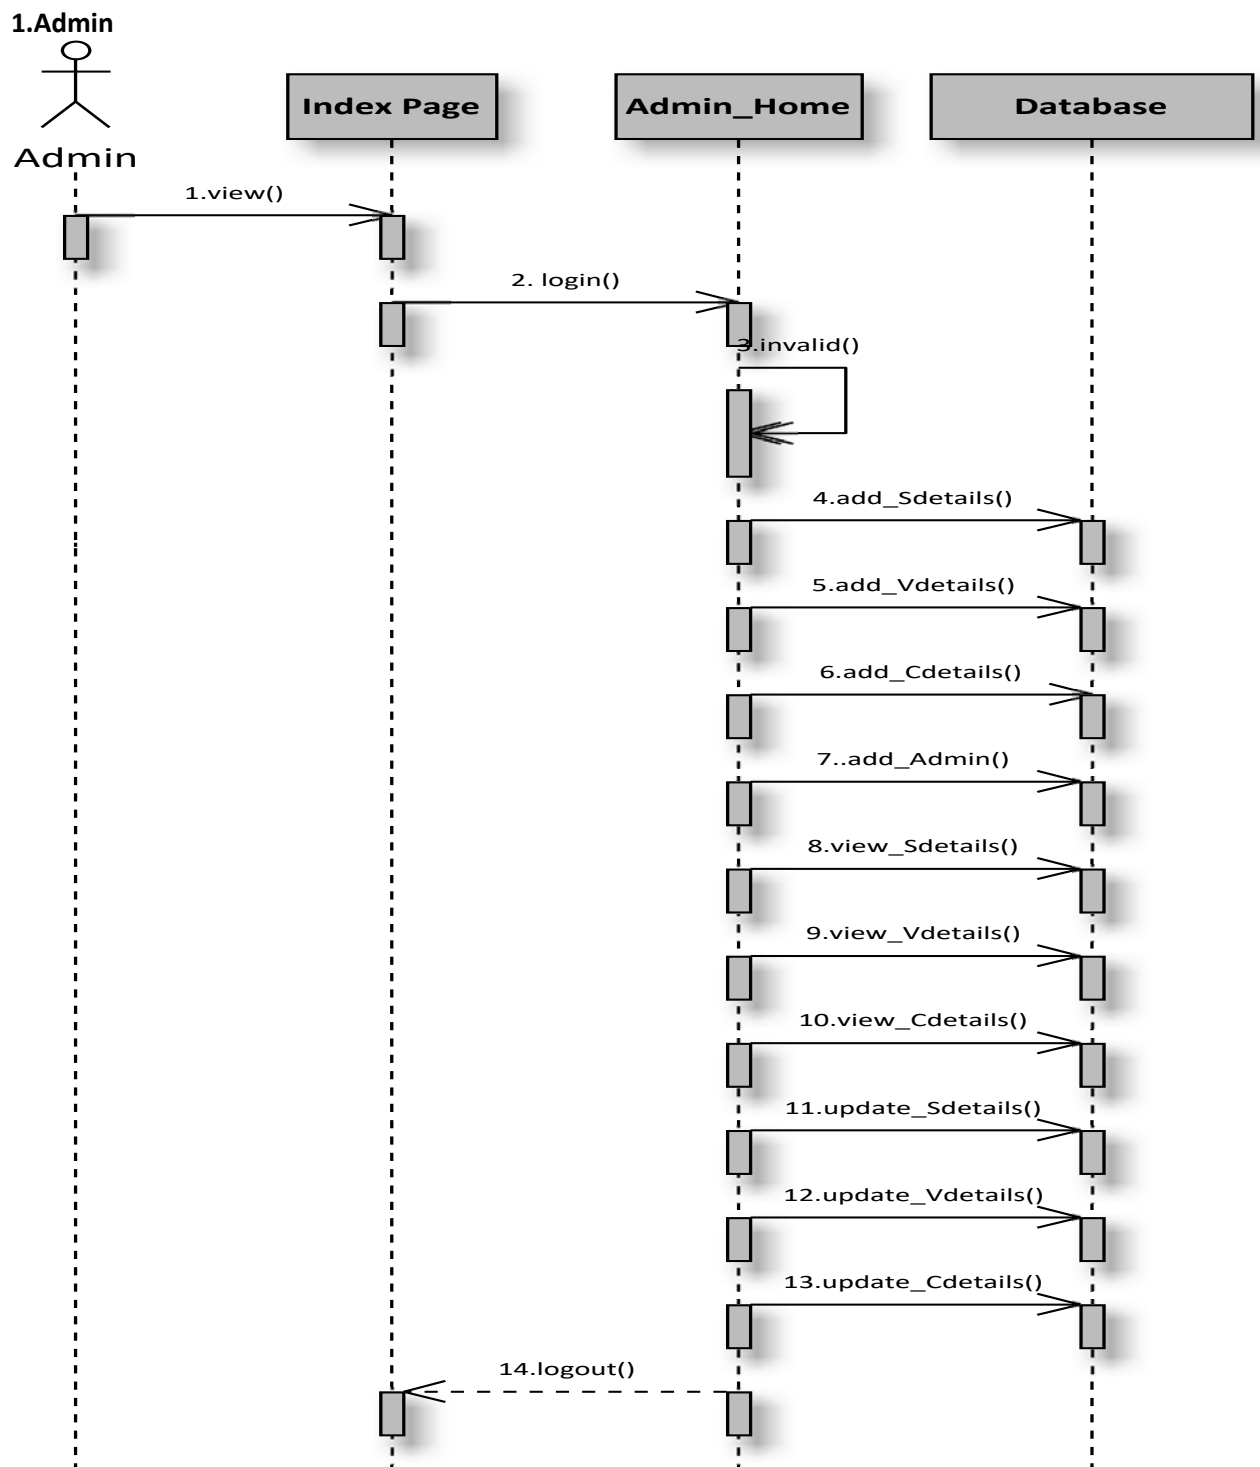 1.Admin
Admin
Index Page
Admin_Home
Database
1.view()
2. login()
3.invalid()
4.add_Sdetails()
5.add_Vdetails()
6.add_Cdetails()
7..add_Admin()
8.view_Sdetails()
9.view_Vdetails()
10.view_Cdetails()
11.update_Sdetails()
12.update_Vdetails()
13.update_Cdetails()
14.logout()